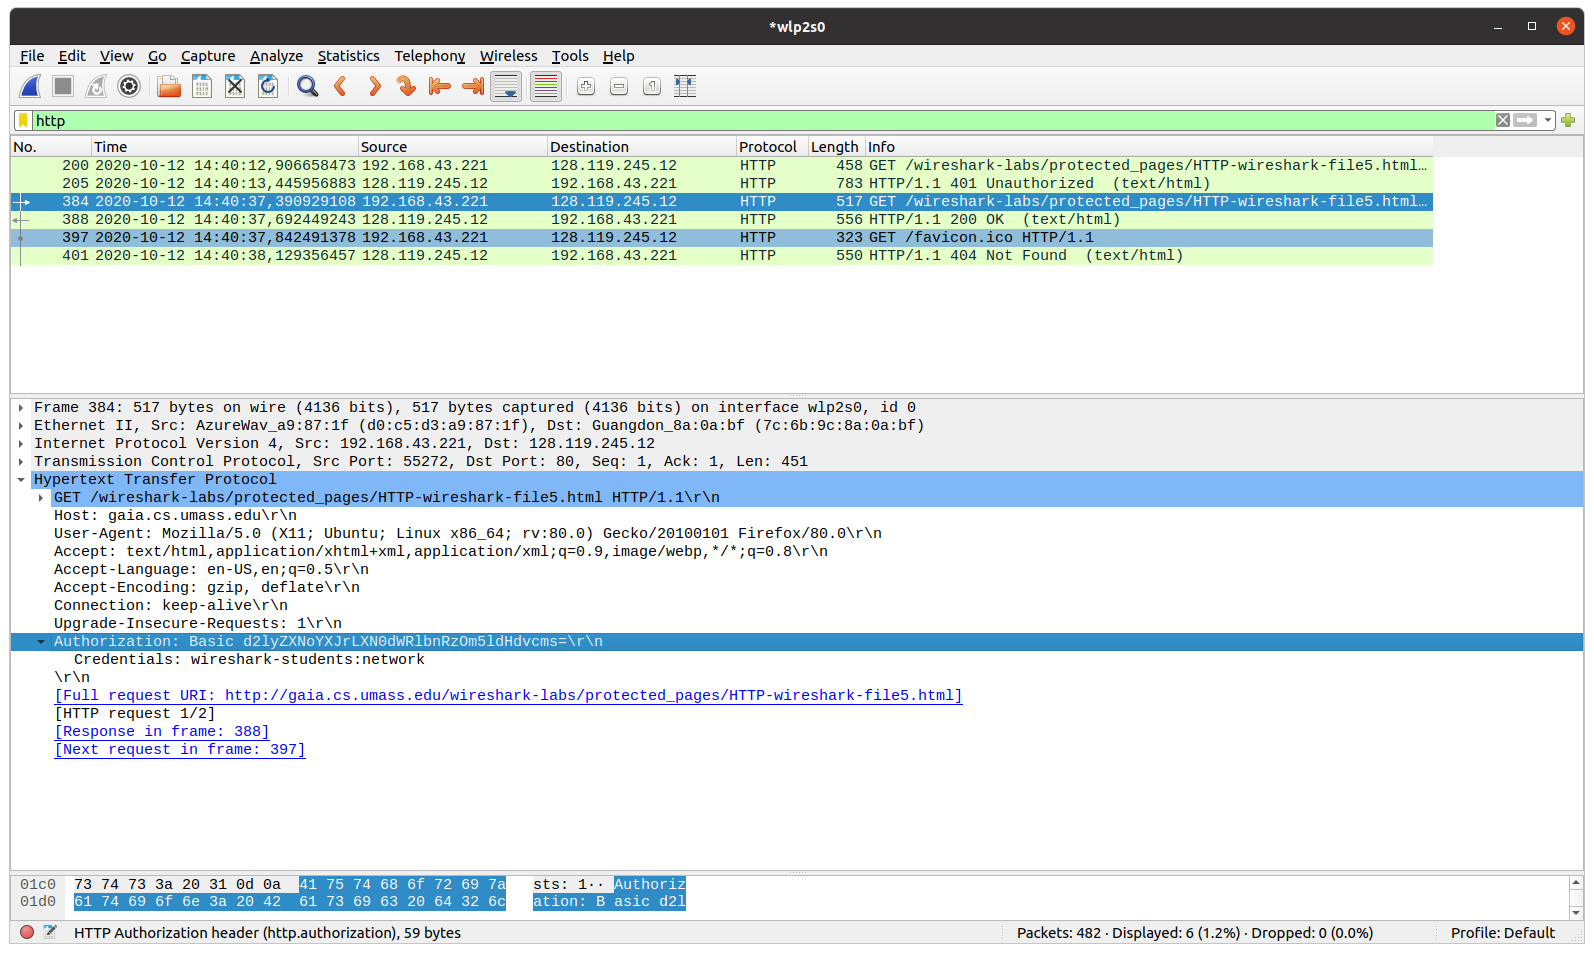 *wlp2s0
File Edit View Go Capture Analyze Statistics Telephony Wireless Tools Help
http
No. Time Source Destination Protocol Length Info
200 2020-10-12 14:40:12,906658473 192.168.43.221 128.119.245.12 HTTP 458 GET /wireshark-labs/protected_pages/HTTP-wireshark-file5.html…
205 2020-10-12 14:40:13,445956883 128.119.245.12 192.168.43.221 HTTP 783 HTTP/1.1 401 Unauthorized  (text/html)
384 2020-10-12 14:40:37,390929108 192.168.43.221 128.119.245.12 HTTP 517 GET /wireshark-labs/protected_pages/HTTP-wireshark-file5.html…
388 2020-10-12 14:40:37,692449243 128.119.245.12 192.168.43.221 HTTP 556 HTTP/1.1 200 OK  (text/html)
397 2020-10-12 14:40:37,842491378 192.168.43.221 128.119.245.12 HTTP 323 GET /favicon.ico HTTP/1.1
401 2020-10-12 14:40:38,129356457 128.119.245.12 192.168.43.221 HTTP 550 HTTP/1.1 404 Not Found  (text/html)
Frame 384: 517 bytes on wire (4136 bits), 517 bytes captured (4136 bits) on interface wlp2s0, id 0
Ethernet II, Src: AzureWav_a9:87:1f (d0:c5:d3:a9:87:1f), Dst: Guangdon_8a:0a:bf (7c:6b:9c:8a:0a:bf)
Internet Protocol Version 4, Src: 192.168.43.221, Dst: 128.119.245.12
Transmission Control Protocol, Src Port: 55272, Dst Port: 80, Seq: 1, Ack: 1, Len: 451
Hypertext Transfer Protocol
GET /wireshark-labs/protected_pages/HTTP-wireshark-file5.html HTTP/1.1\r\n
Host: gaia.cs.umass.edu\r\n
User-Agent: Mozilla/5.0 (X11; Ubuntu; Linux x86_64; rv:80.0) Gecko/20100101 Firefox/80.0\r\n
Accept: text/html,application/xhtml+xml,application/xml;q=0.9,image/webp,*/*;q=0.8\r\n
Accept-Language: en-US,en;q=0.5\r\n
Accept-Encoding: gzip, deflate\r\n
Connection: keep-alive\r\n
Upgrade-Insecure-Requests: 1\r\n
Authorization: Basic d2lyZXNoYXJrLXN0dWRlbnRzOm5ldHdvcms=\r\n
Credentials: wireshark-students:network
\r\n
[Full request URI: http://gaia.cs.umass.edu/wireshark-labs/protected_pages/HTTP-wireshark-file5.html]
[HTTP request 1/2]
[Response in frame: 388]
[Next request in frame: 397]
01c0 73 74 73 3a 20 31 0d 0a 41 75 74 68 6f 72 69 7a sts: 1·· Authoriz
01d0 61 74 69 6f 6e 3a 20 42 61 73 69 63 20 64 32 6c ation: B asic d2l
HTTP Authorization header (http.authorization), 59 bytes Packets: 482 · Displayed: 6 (1.2%) · Dropped: 0 (0.0%) Profile: Default